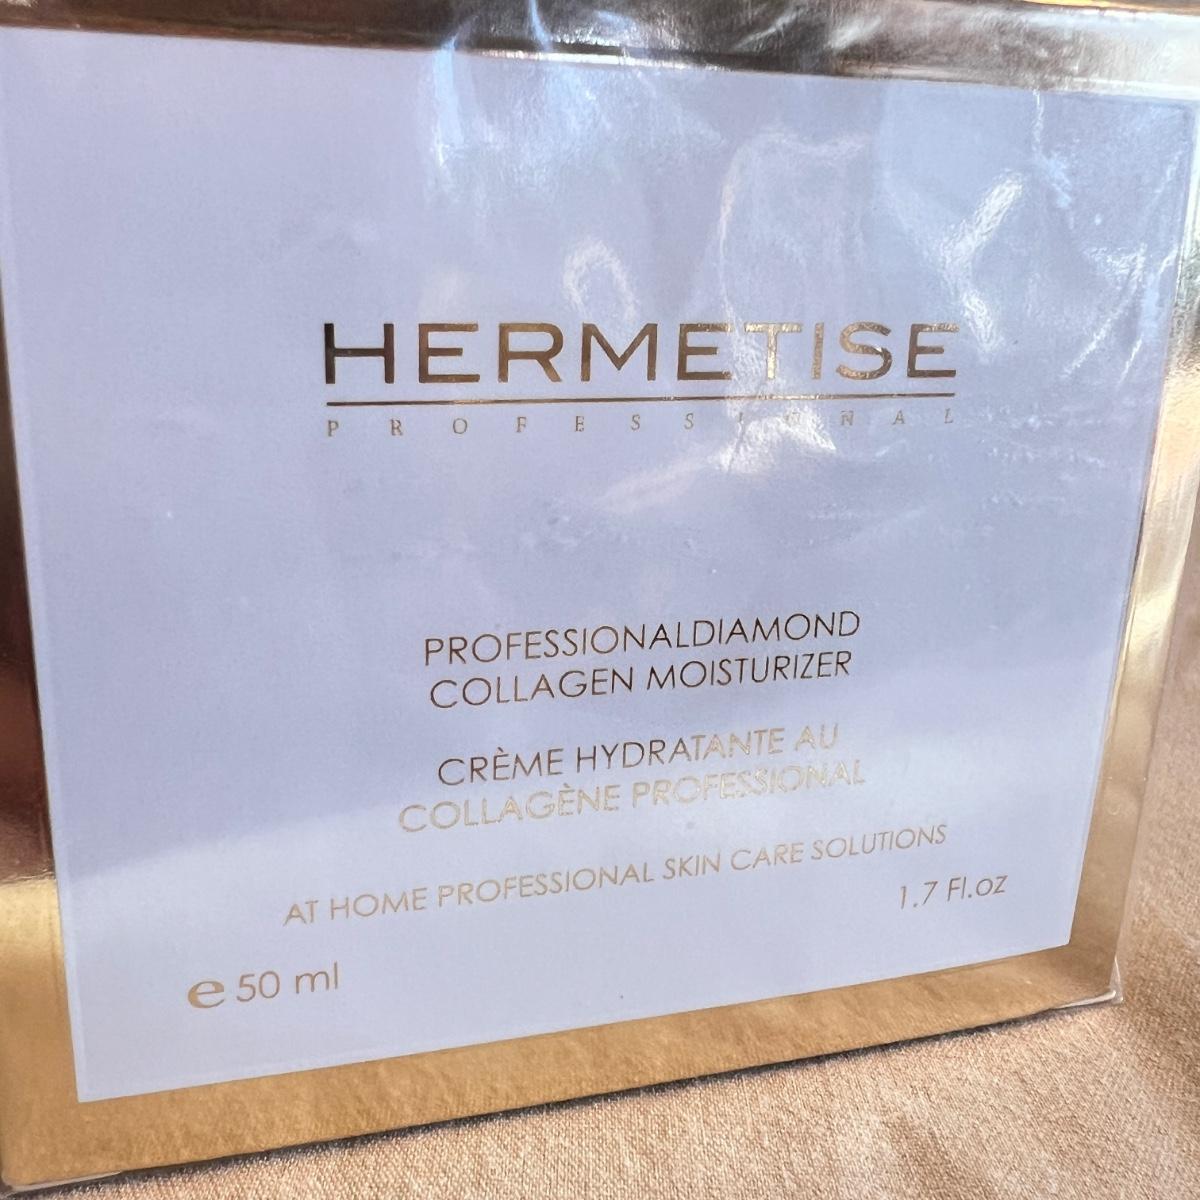 HERMETISE
PROFESSIONAL
PROFESSIONALDIAMOND
COLLAGEN MOISTURIZER
CRÈME HYDRATANTE AU
COLLAGÈNE PROFESSIONAL
AT HOME PROFESSIONAL SKIN CARE SOLUTIONS
1.7 Fl.oz
e 50 ml